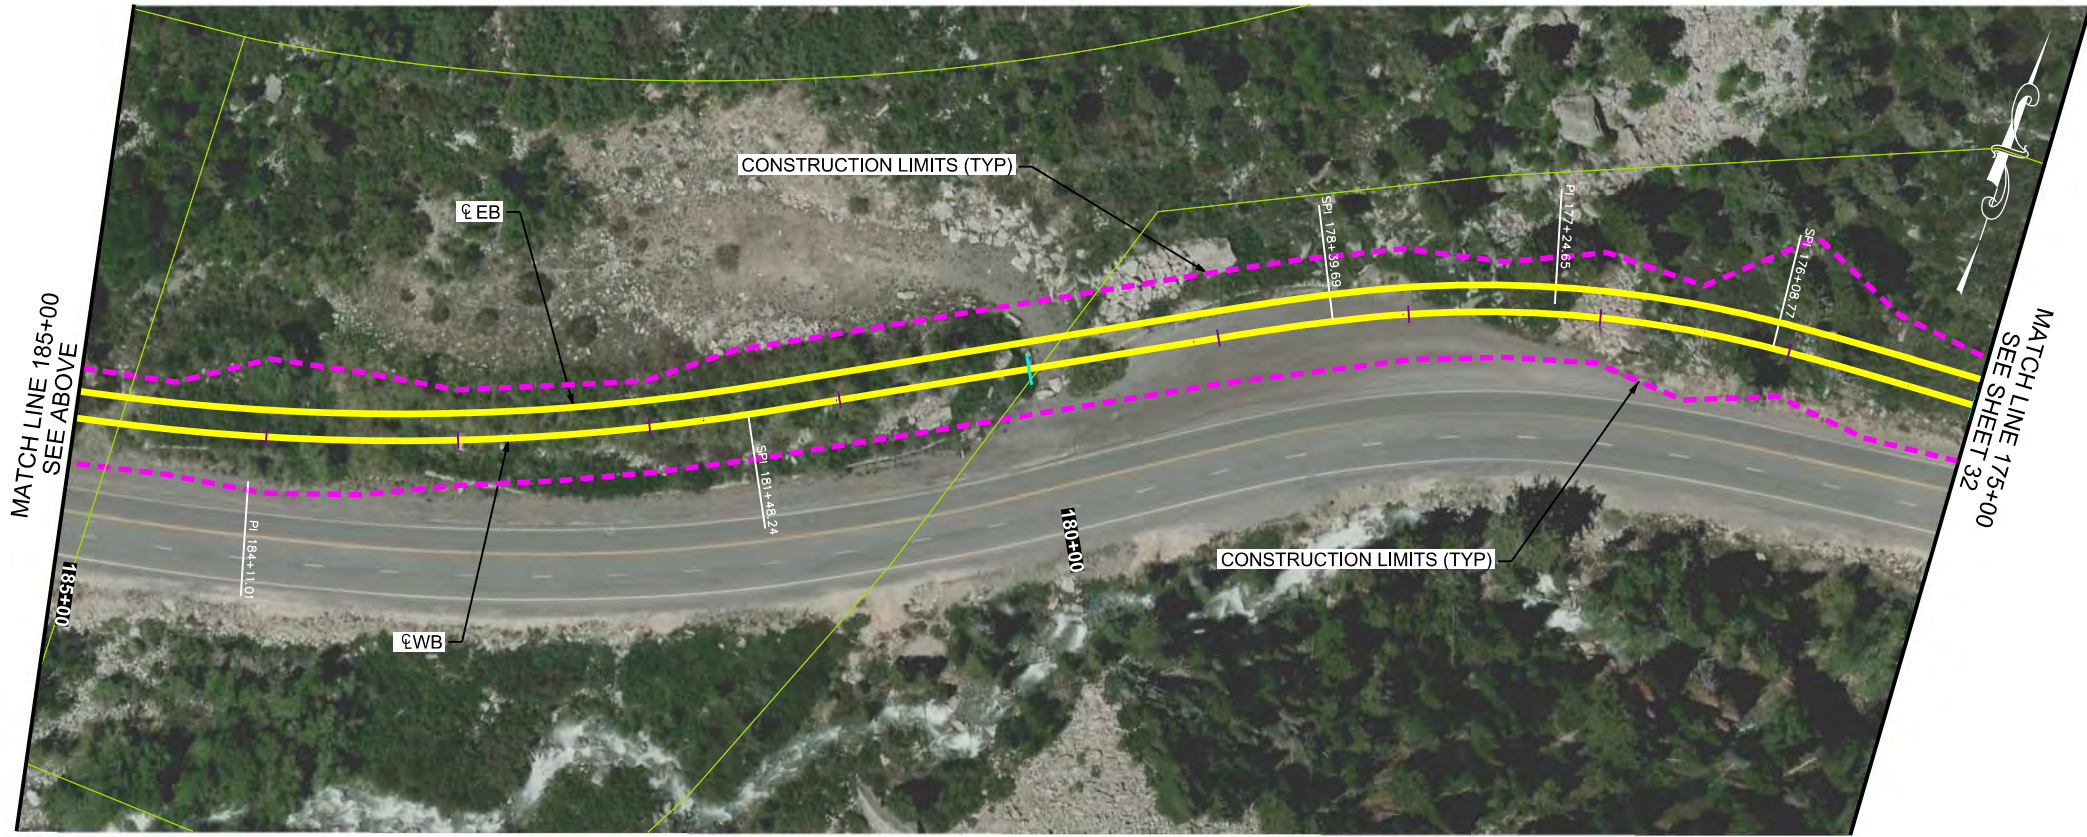 CONSTRUCTION LIMITS (TYP)
℄ EB
SPI 178+39.69
PI 177+24.65
SPI 176+08.77
MATCH LINE 185+00
SEE ABOVE
MATCH LINE 175+00
SEE SHEET 32
SPI 181+48.24
PI 184+11.01
180+00
185+00
CONSTRUCTION LIMITS (TYP)
℄ WB